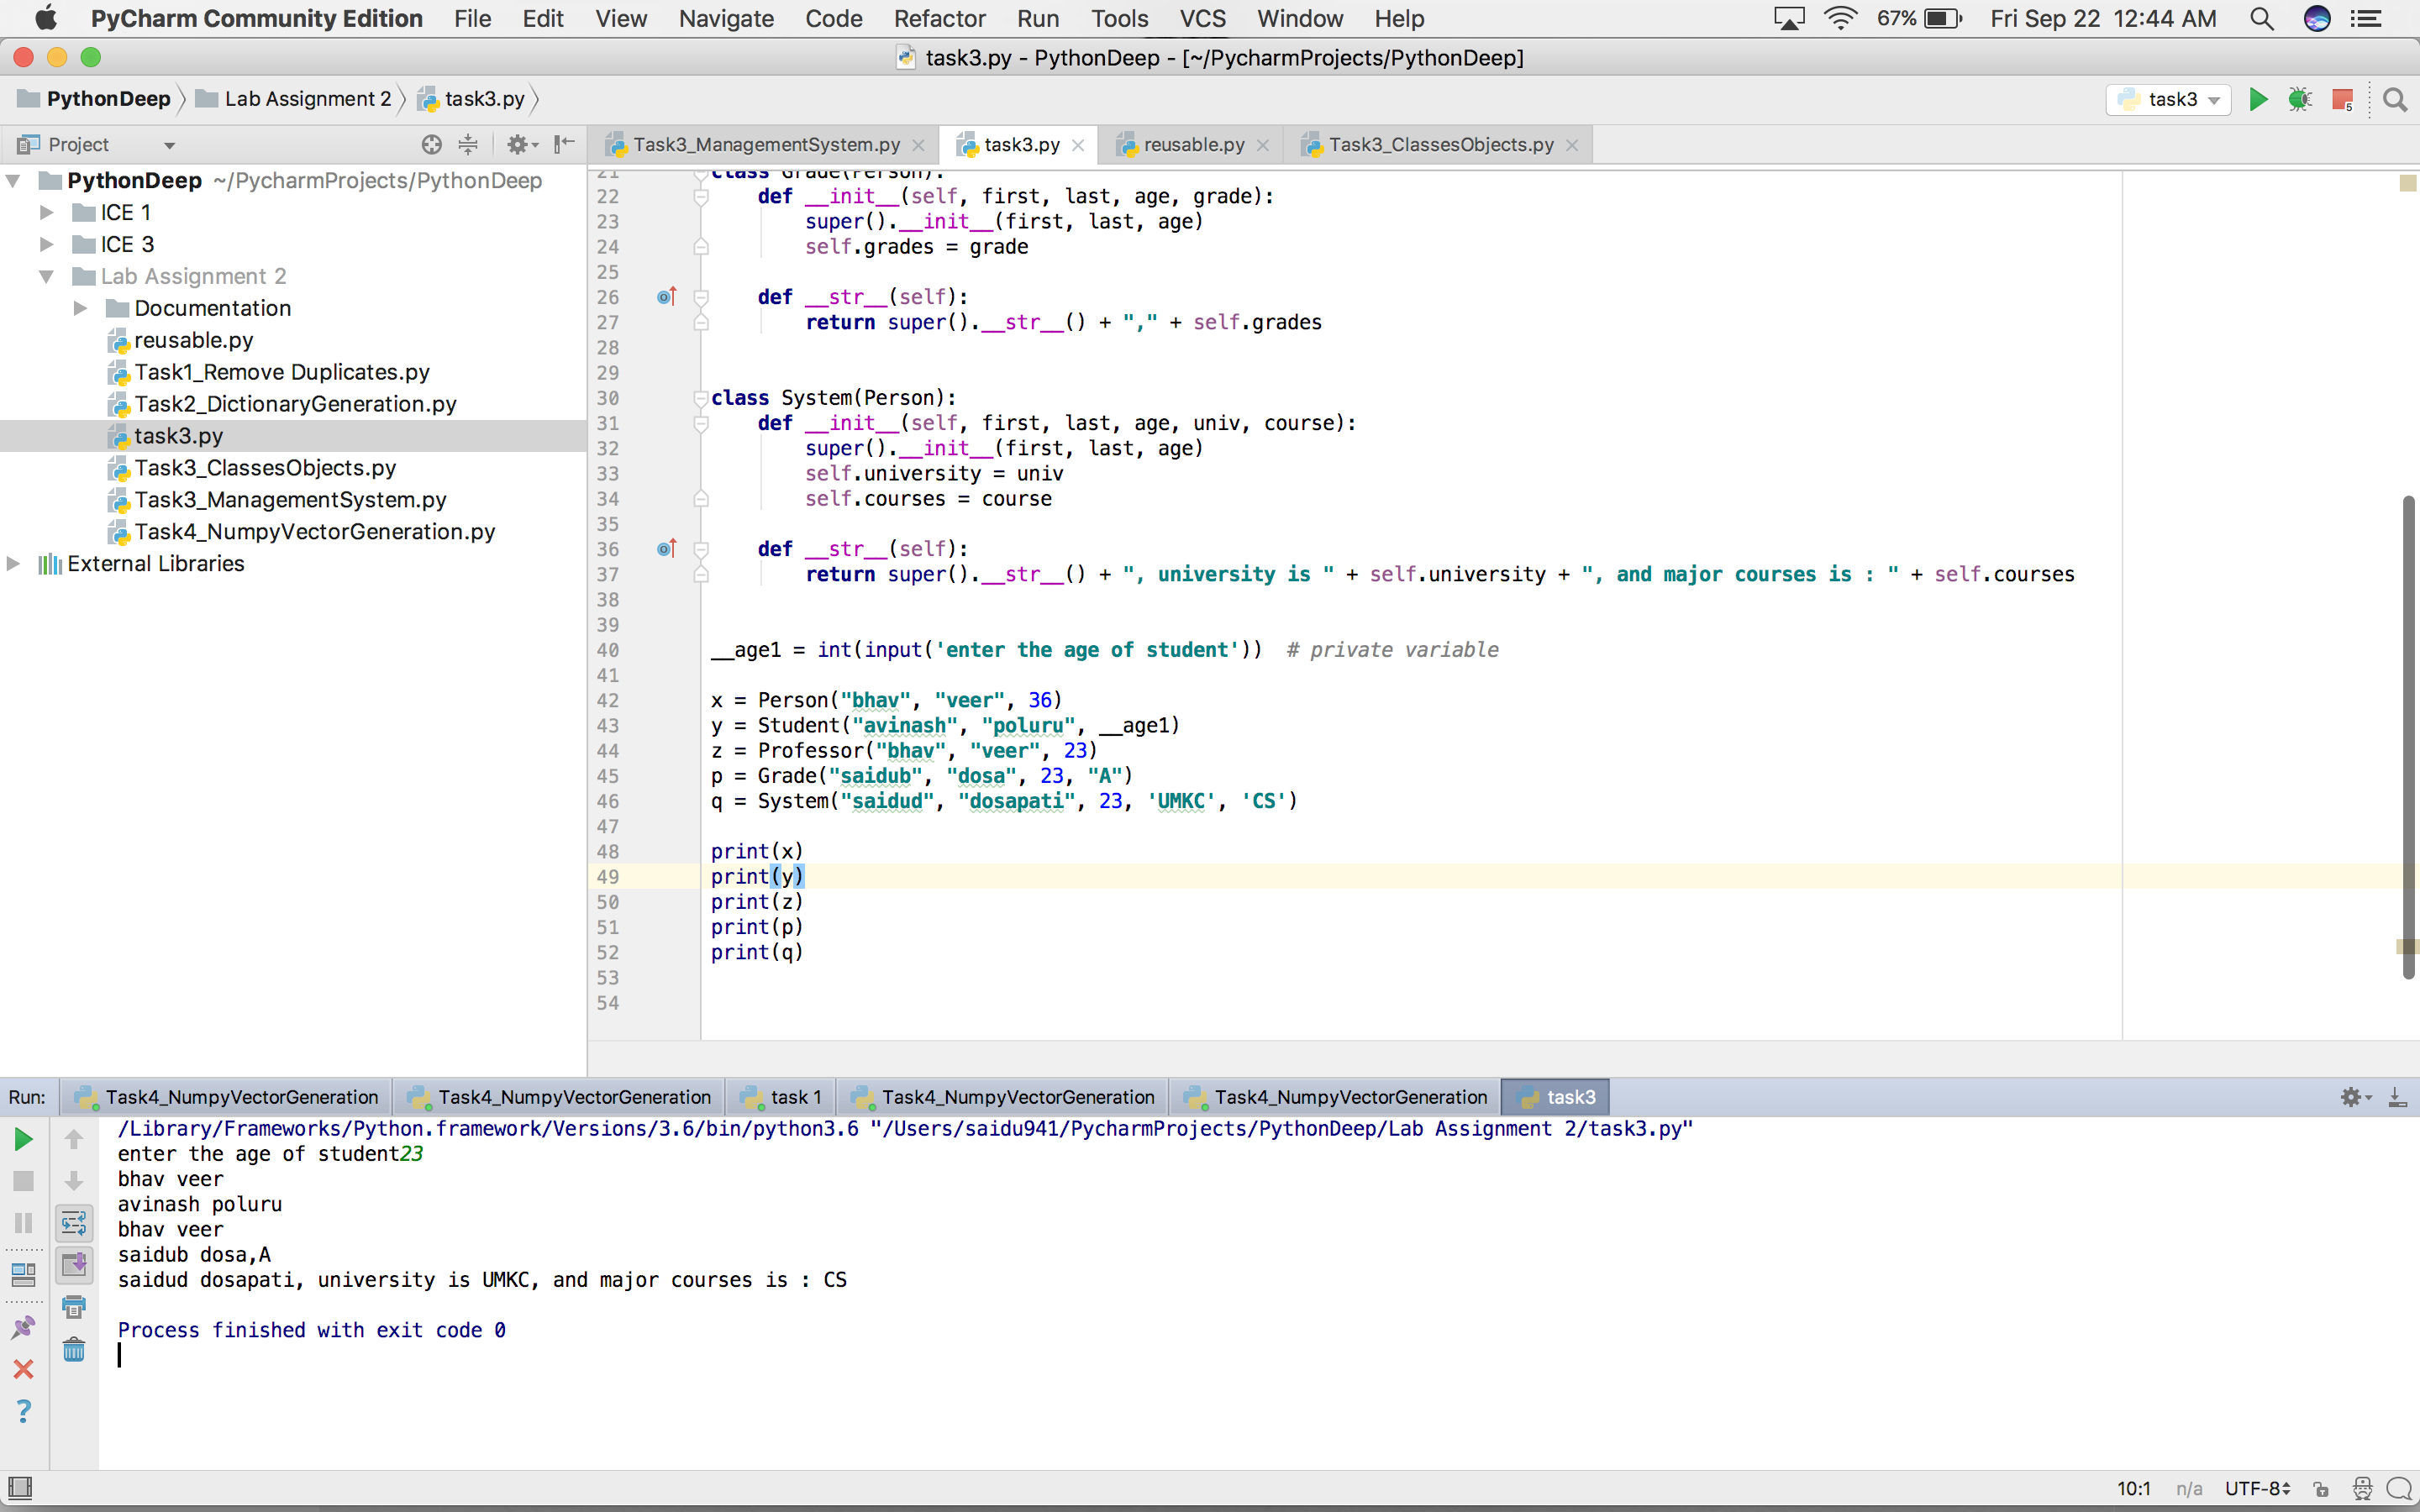 PyCharm Community Edition File Edit View Navigate Code Refactor Run Tools VCS Window Help 67% Fri Sep 22 12:44 AM
task3.py - PythonDeep - [~/PycharmProjects/PythonDeep]
PythonDeep Lab Assignment 2 task3.py task3 5
Project Task3_ManagementSystem.py task3.py reusable.py Task3_ClassesObjects.py
PythonDeep ~/PycharmProjects/PythonDeep
ICE 1
ICE 3
Lab Assignment 2
Documentation
reusable.py
Task1_Remove Duplicates.py
Task2_DictionaryGeneration.py
task3.py
Task3_ClassesObjects.py
Task3_ManagementSystem.py
Task4_NumpyVectorGeneration.py
External Libraries
21 class Grade(Person):
22 def __init__(self, first, last, age, grade):
23 super().__init__(first, last, age)
24 self.grades = grade
25
26 def __str__(self):
27 return super().__str__() + "," + self.grades
28
29
30 class System(Person):
31 def __init__(self, first, last, age, univ, course):
32 super().__init__(first, last, age)
33 self.university = univ
34 self.courses = course
35
36 def __str__(self):
37 return super().__str__() + ", university is " + self.university + ", and major courses is : " + self.courses
38
39
40 __age1 = int(input('enter the age of student')) # private variable
41
42 x = Person("bhav", "veer", 36)
43 y = Student("avinash", "poluru", __age1)
44 z = Professor("bhav", "veer", 23)
45 p = Grade("saidub", "dosa", 23, "A")
46 q = System("saidud", "dosapati", 23, 'UMKC', 'CS')
47
48 print(x)
49 print(y)
50 print(z)
51 print(p)
52 print(q)
53
54
Run: Task4_NumpyVectorGeneration Task4_NumpyVectorGeneration task 1 Task4_NumpyVectorGeneration Task4_NumpyVectorGeneration task3
/Library/Frameworks/Python.framework/Versions/3.6/bin/python3.6 "/Users/saidu941/PycharmProjects/PythonDeep/Lab Assignment 2/task3.py"
enter the age of student23
bhav veer
avinash poluru
bhav veer
saidub dosa,A
saidud dosapati, university is UMKC, and major courses is : CS
Process finished with exit code 0
10:1 n/a UTF-8